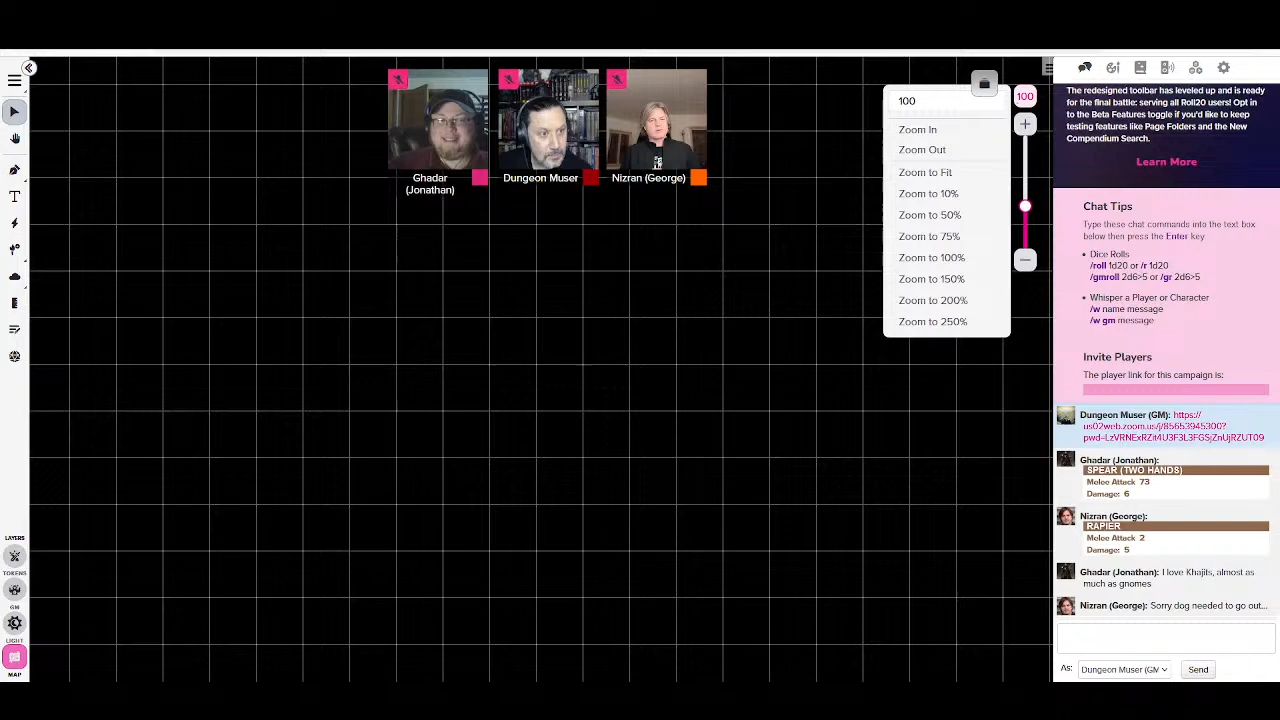 Ghadar
(Jonathan)
Dungeon Muser
Nizran (George)
100
100
Zoom In
Zoom Out
Zoom to Fit
Zoom to 10%
Zoom to 50%
Zoom to 75%
Zoom to 100%
Zoom to 150%
Zoom to 200%
Zoom to 250%
LAYERS
TOKENS
GM
LIGHT
MAP
The redesigned toolbar has leveled up and is
ready for the final battle: serving all Roll20 users! Opt
in to the Beta Features toggle if you'd like to keep
testing features like Page Folders and the New
Compendium Search.
Learn More
Chat Tips
Type these chat commands into the text box
below then press the Enter key
• Dice Rolls
/roll 1d20 or /r 1d20
/gmroll 2d6>5 or /gr 2d6>5
• Whisper a Player or Character
/w name message
/w gm message
Invite Players
The player link for this campaign is:
Dungeon Muser (GM): https://
us02web.zoom.us/j/85653945300?
pwd=LzVRNExRZit4U3F3L3FGSjZnUjRZUT09
Ghadar (Jonathan):
SPEAR (TWO HANDS)
Melee Attack 73
Damage: 6
Nizran (George):
RAPIER
Melee Attack 2
Damage: 5
Ghadar (Jonathan): I love Khajits, almost as
much as gnomes
Nizran (George): Sorry dog needed to go out...
As: Dungeon Muser (GM
Send